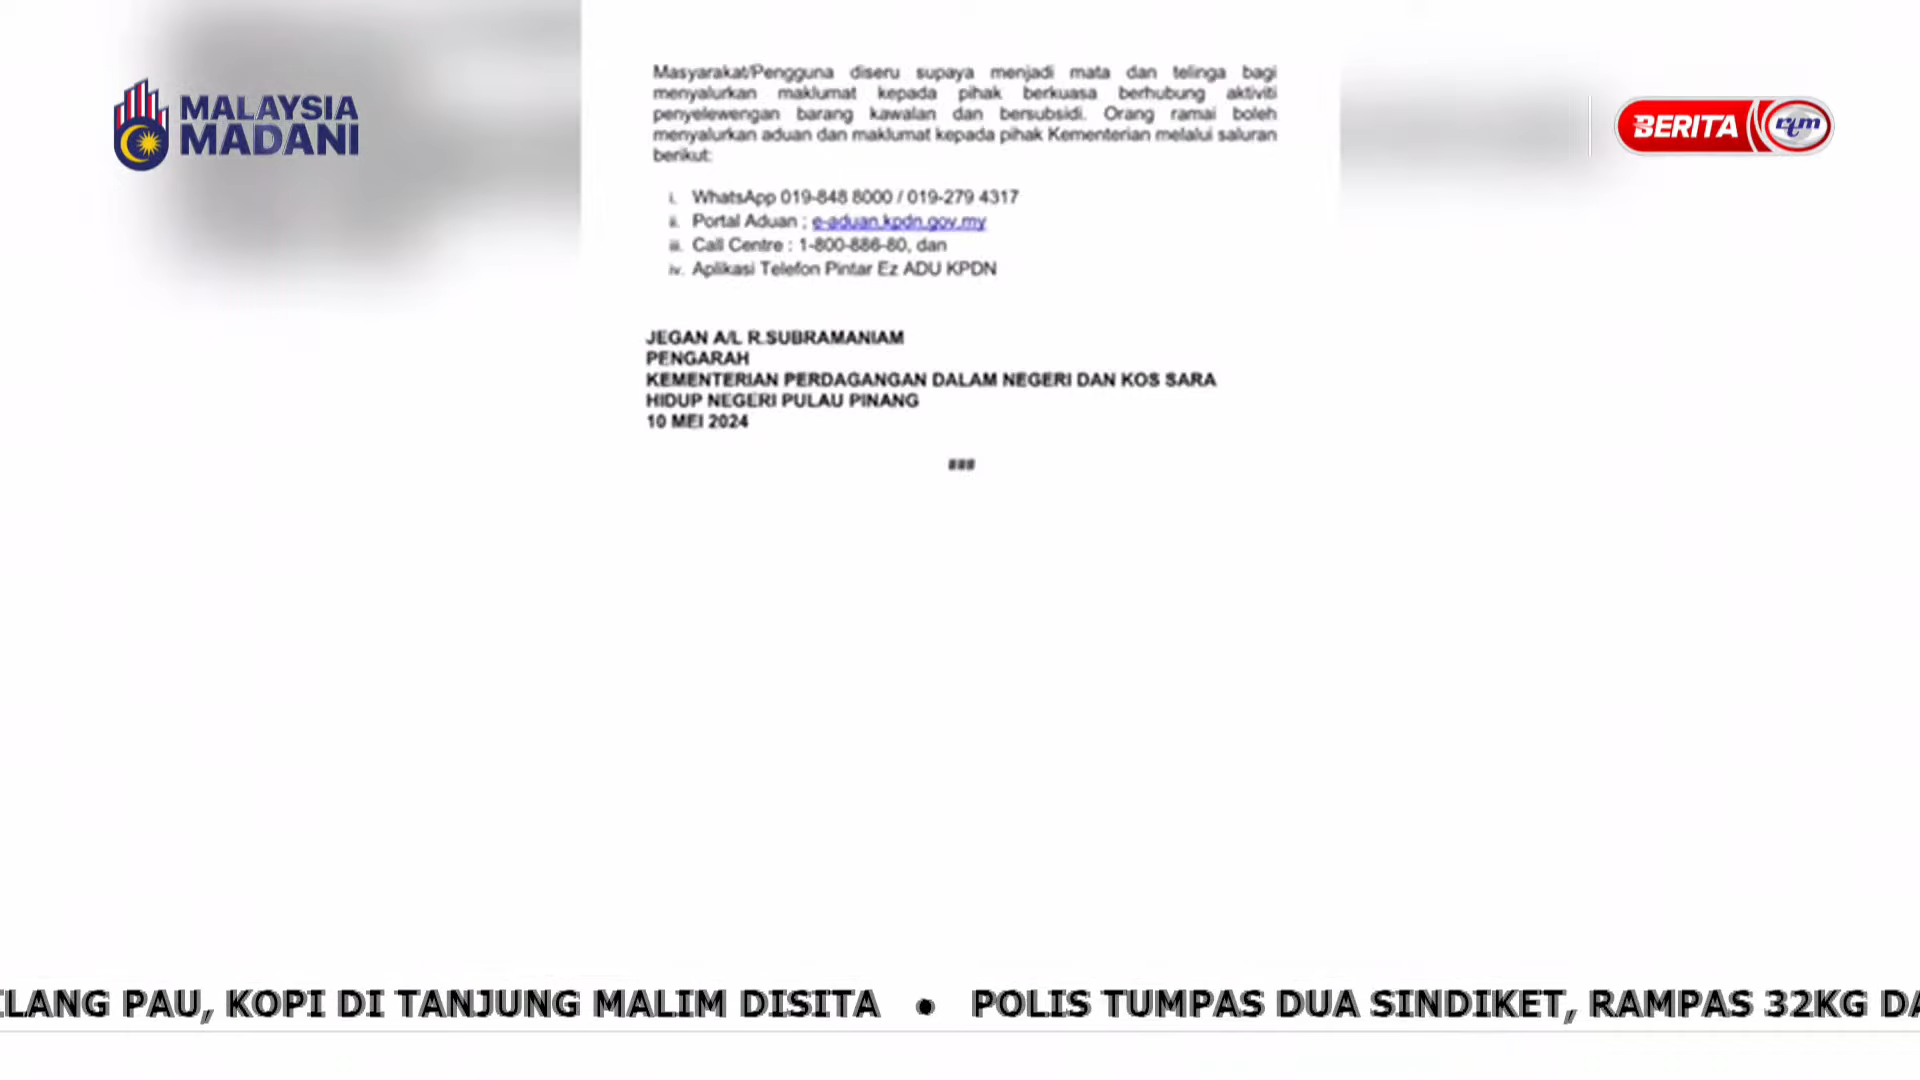 MALAYSIA
MADANI
BERITA rtm
Masyarakat/Pengguna diseru supaya menjadi mata dan telinga bagi
menyalurkan maklumat kepada pihak berkuasa berhubung aktiviti
penyelewengan barang kawalan dan bersubsidi. Orang ramai boleh
menyalurkan aduan dan maklumat kepada pihak Kementerian melalui saluran
berikut:
i. WhatsApp 019-848 8000 / 019-279 4317
ii. Portal Aduan ; e-aduan.kpdn.gov.my
iii. Call Centre : 1-800-886-80, dan
iv. Aplikasi Telefon Pintar Ez ADU KPDN
JEGAN A/L R.SUBRAMANIAM
PENGARAH
KEMENTERIAN PERDAGANGAN DALAM NEGERI DAN KOS SARA
HIDUP NEGERI PULAU PINANG
10 MEI 2024
###
ILANG PAU, KOPI DI TANJUNG MALIM DISITA • POLIS TUMPAS DUA SINDIKET, RAMPAS 32KG DA